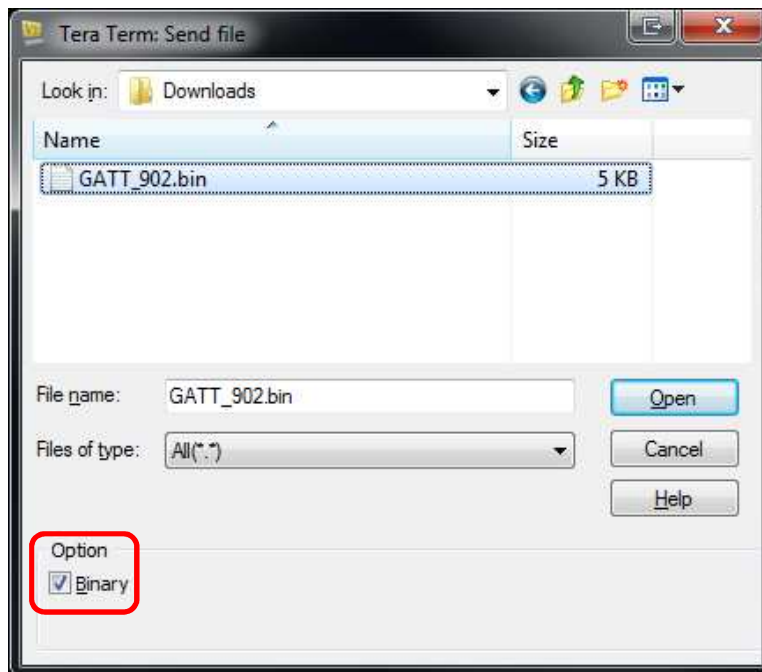 Tera Term: Send file
Look in: Downloads
Name Size
GATT_902.bin 5 KB
File name: GATT_902.bin Open
Files of type: All(*.*) Cancel
Help
Option
Binary